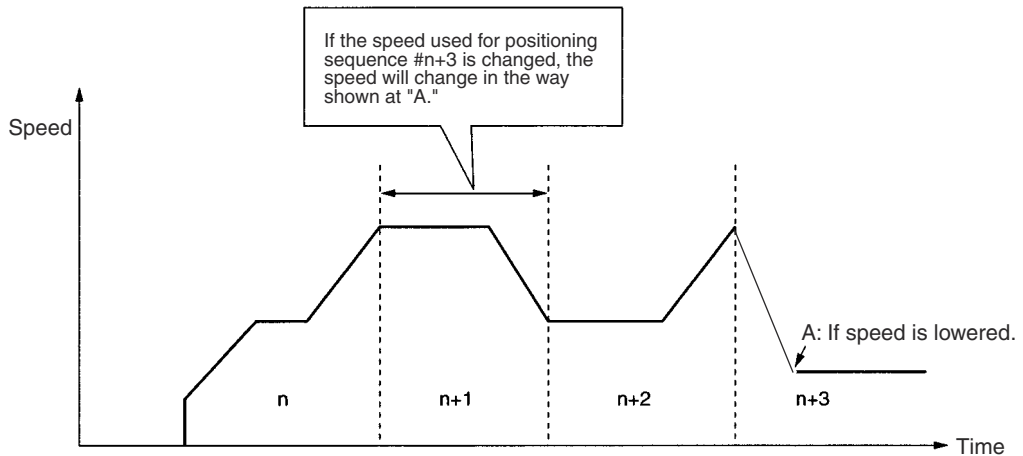 If the speed used for positioning
sequence #n+3 is changed, the
speed will change in the way
shown at "A."
Speed
A: If speed is lowered.
n
n+1
n+2
n+3
Time